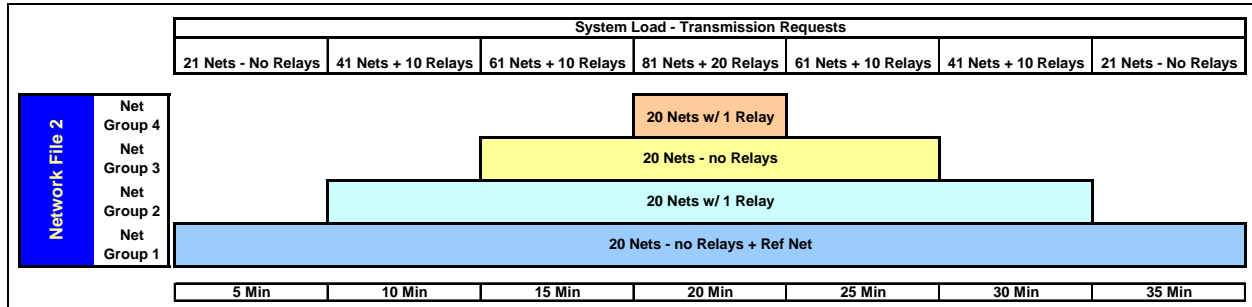 System Load - Transmission Requests
21 Nets - No Relays 41 Nets + 10 Relays 61 Nets + 10 Relays 81 Nets + 20 Relays 61 Nets + 10 Relays 41 Nets + 10 Relays 21 Nets - No Relays
Network File 2
Net
Group 4
20 Nets w/ 1 Relay
Net
Group 3
20 Nets - no Relays
Net
Group 2
20 Nets w/ 1 Relay
Net
Group 1
20 Nets - no Relays + Ref Net
5 Min 10 Min 15 Min 20 Min 25 Min 30 Min 35 Min